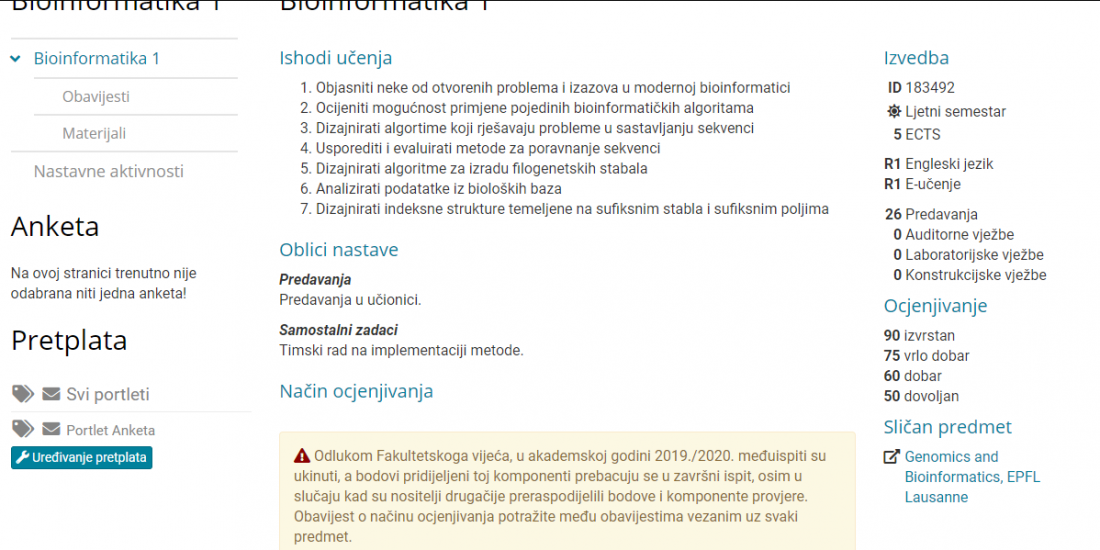 Bioinformatika 1
Bioinformatika 1
Obavijesti
Materijali
Nastavne aktivnosti
Anketa
Na ovoj stranici trenutno nije
odabrana niti jedna anketa!
Pretplata
Svi portleti
Portlet Anketa
Uređivanje pretplata
Bioinformatika 1
Ishodi učenja
1. Objasniti neke od otvorenih problema i izazova u modernoj bioinformatici
2. Ocijeniti mogućnost primjene pojedinih bioinformatičkih algoritama
3. Dizajnirati algortime koji rješavaju probleme u sastavljanju sekvenci
4. Usporediti i evaluirati metode za poravnanje sekvenci
5. Dizajnirati algoritme za izradu filogenetskih stabala
6. Analizirati podatatke iz bioloških baza
7. Dizajnirati indeksne strukture temeljene na sufiksnim stabla i sufiksnim poljima
Oblici nastave
Predavanja
Predavanja u učionici.
Samostalni zadaci
Timski rad na implementaciji metode.
Način ocjenjivanja
Odlukom Fakultetskoga vijeća, u akademskoj godini 2019./2020. međuispiti su
ukinuti, a bodovi pridijeljeni toj komponenti prebacuju se u završni ispit, osim u
slučaju kad su nositelji drugačije preraspodijelili bodove i komponente provjere.
Obavijest o načinu ocjenjivanja potražite među obavijestima vezanim uz svaki
predmet.
Izvedba
ID 183492
Ljetni semestar
5 ECTS
R1 Engleski jezik
R1 E-učenje
26 Predavanja
0 Auditorne vježbe
0 Laboratorijske vježbe
0 Konstrukcijske vježbe
Ocjenjivanje
90 izvrstan
75 vrlo dobar
60 dobar
50 dovoljan
Sličan predmet
Genomics and
Bioinformatics, EPFL
Lausanne